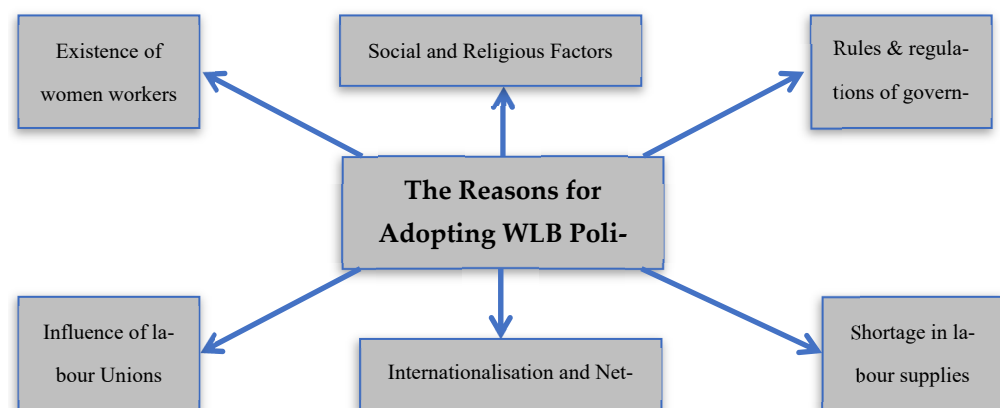 Existence of
women workers
Social and Religious Factors
Rules & regula-
tions of govern-
The Reasons for
Adopting WLB Poli-
Influence of la-
bour Unions
Internationalisation and Net-
Shortage in la-
bour supplies